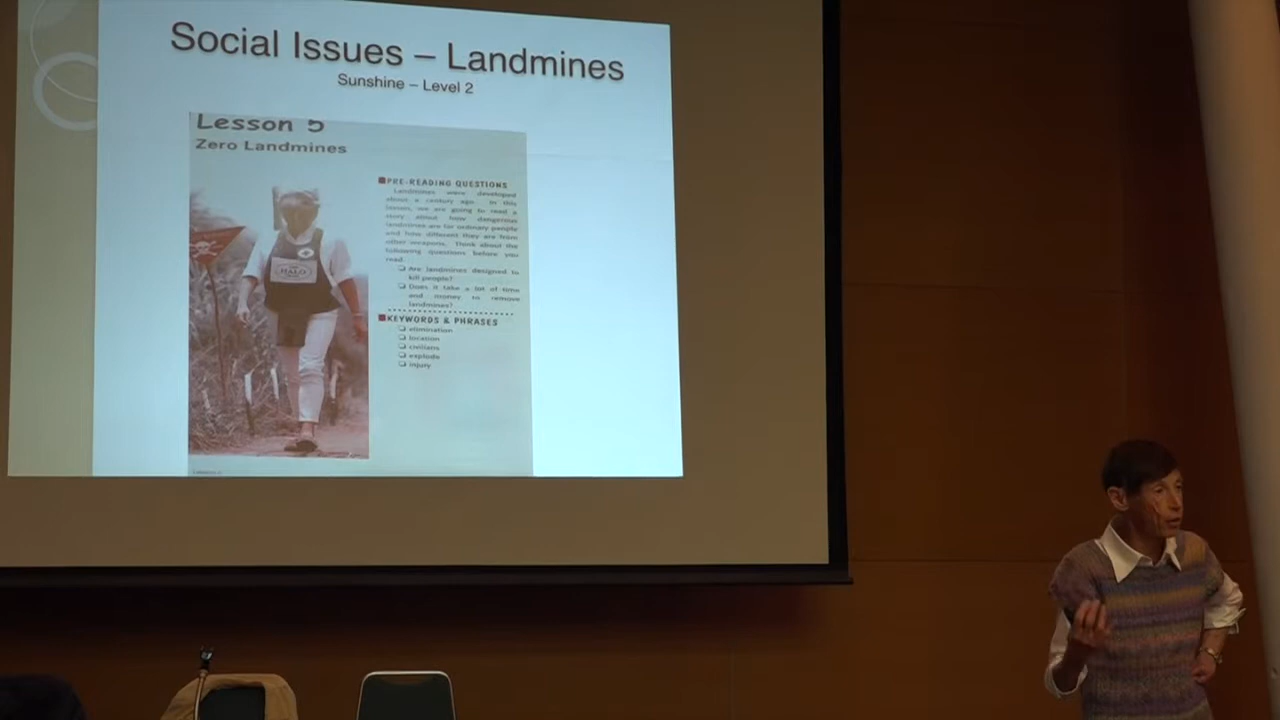 Social Issues – Landmines
Sunshine – Level 2
Lesson 5
Zero Landmines
PRE-READING QUESTIONS
Landmines were developed
about a century ago. In this
lesson, we are going to read a
story about how dangerous
landmines are for ordinary people
and how different they are from
other weapons. Think about the
following questions before you
read.
Are landmines designed to
kill people?
Does it take a lot of time
and money to remove
landmines?
KEYWORDS & PHRASES
elimination
location
civilians
explode
injury
HALO